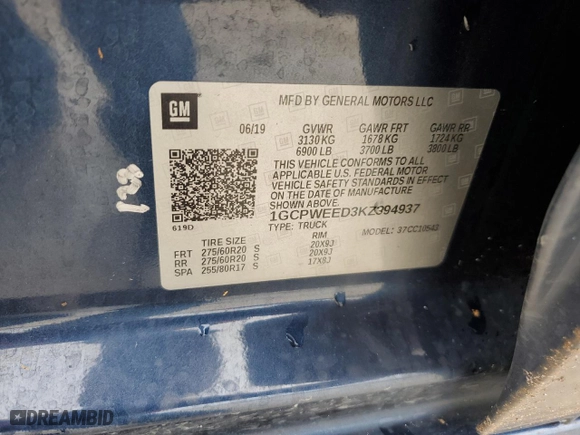 GM
MFD BY GENERAL MOTORS LLC
06/19 GVWR GAWR FRT GAWR RR
3130 KG 1678 KG 1724 KG
6900 LB 3700 LB 3800 LB
THIS VEHICLE CONFORMS TO ALL
APPLICABLE U.S. FEDERAL MOTOR
VEHICLE SAFETY STANDARDS IN EFFECT
ON THE DATE OF MANUFACTURE
SHOWN ABOVE.
1GCPWEED3KZ394937
619D
TYPE: TRUCK MODEL: 37CC10543
TIRE SIZE RIM
FRT 275/60R20 S 20X9J
RR 275/60R20 S 20X9J
SPA 255/80R17 S 17X8J
DREAMBID